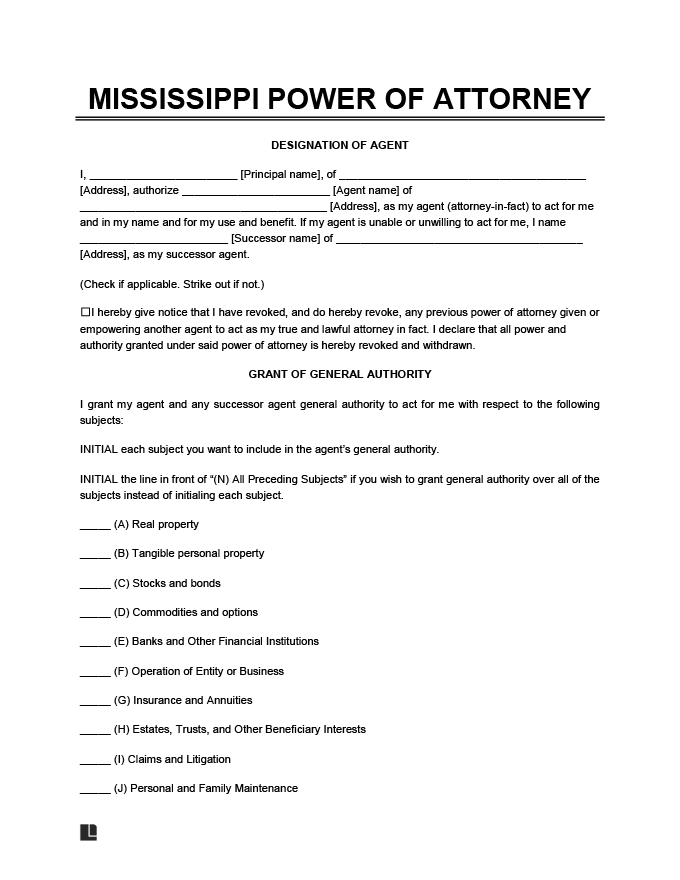 MISSISSIPPI POWER OF ATTORNEY
DESIGNATION OF AGENT
I, ________________________ [Principal name], of ________________________________________
[Address], authorize ________________________ [Agent name] of
________________________________________ [Address], as my agent (attorney-in-fact) to act for me
and in my name and for my use and benefit. If my agent is unable or unwilling to act for me, I name
________________________ [Successor name] of ________________________________________
[Address], as my successor agent.
(Check if applicable. Strike out if not.)
☐I hereby give notice that I have revoked, and do hereby revoke, any previous power of attorney given or
empowering another agent to act as my true and lawful attorney in fact. I declare that all power and
authority granted under said power of attorney is hereby revoked and withdrawn.
GRANT OF GENERAL AUTHORITY
I grant my agent and any successor agent general authority to act for me with respect to the following
subjects:
INITIAL each subject you want to include in the agent’s general authority.
INITIAL the line in front of “(N) All Preceding Subjects” if you wish to grant general authority over all of the
subjects instead of initialing each subject.
_____ (A) Real property
_____ (B) Tangible personal property
_____ (C) Stocks and bonds
_____ (D) Commodities and options
_____ (E) Banks and Other Financial Institutions
_____ (F) Operation of Entity or Business
_____ (G) Insurance and Annuities
_____ (H) Estates, Trusts, and Other Beneficiary Interests
_____ (I) Claims and Litigation
_____ (J) Personal and Family Maintenance